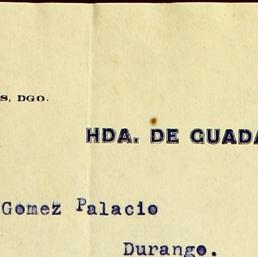 S, DGO.
HDA. DE GUADA
Gomez Palacio
Durango.